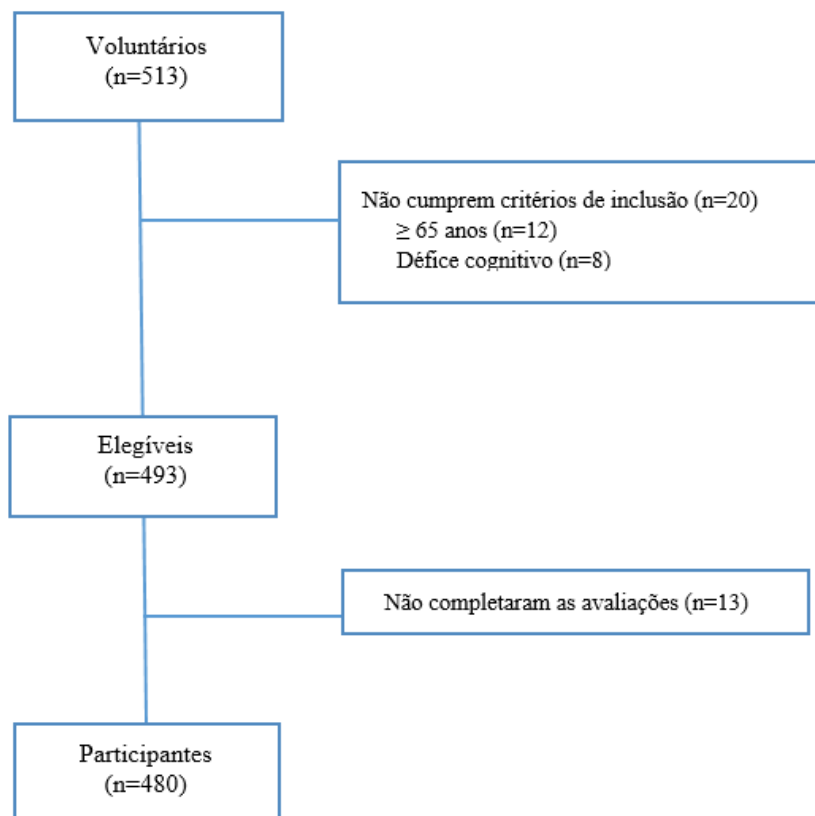 Voluntários
(n=513)
Não cumprem critérios de inclusão (n=20)
≥ 65 anos (n=12)
Défice cognitivo (n=8)
Elegíveis
(n=493)
Não completaram as avaliações (n=13)
Participantes
(n=480)